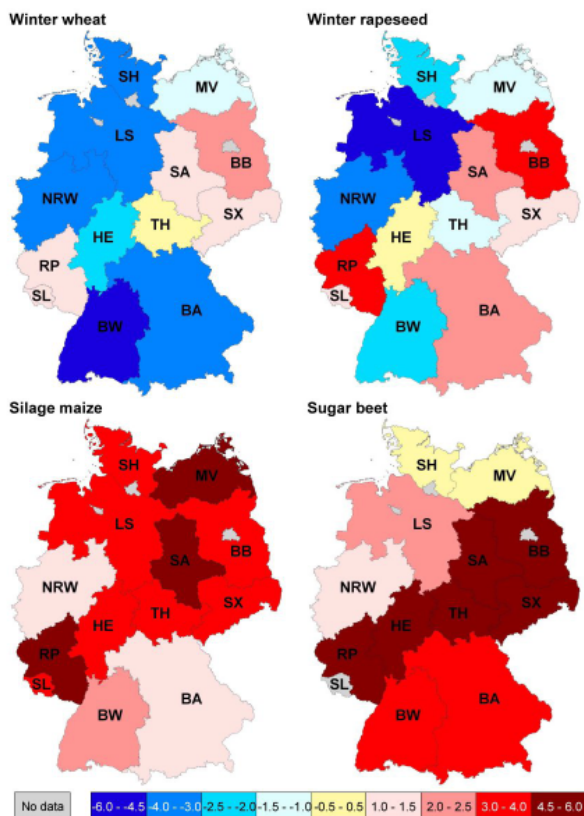 Winter wheat
Winter rapeseed
SH
MV
LS
SA
BB
NRW
HE
TH
SX
RP
SL
BW
BA
SH
MV
LS
SA
BB
NRW
HE
TH
SX
RP
SL
BW
BA
Silage maize
Sugar beet
SH
MV
LS
SA
BB
NRW
HE
TH
SX
RP
SL
BW
BA
SH
MV
LS
SA
BB
NRW
HE
TH
SX
RP
SL
BW
BA
No data -6.0 - -4.5 -4.0 - -3.0 -2.5 - -2.0 -1.5 - -1.0 -0.5 - 0.5 1.0 - 1.5 2.0 - 2.5 3.0 - 4.0 4.5 - 6.0